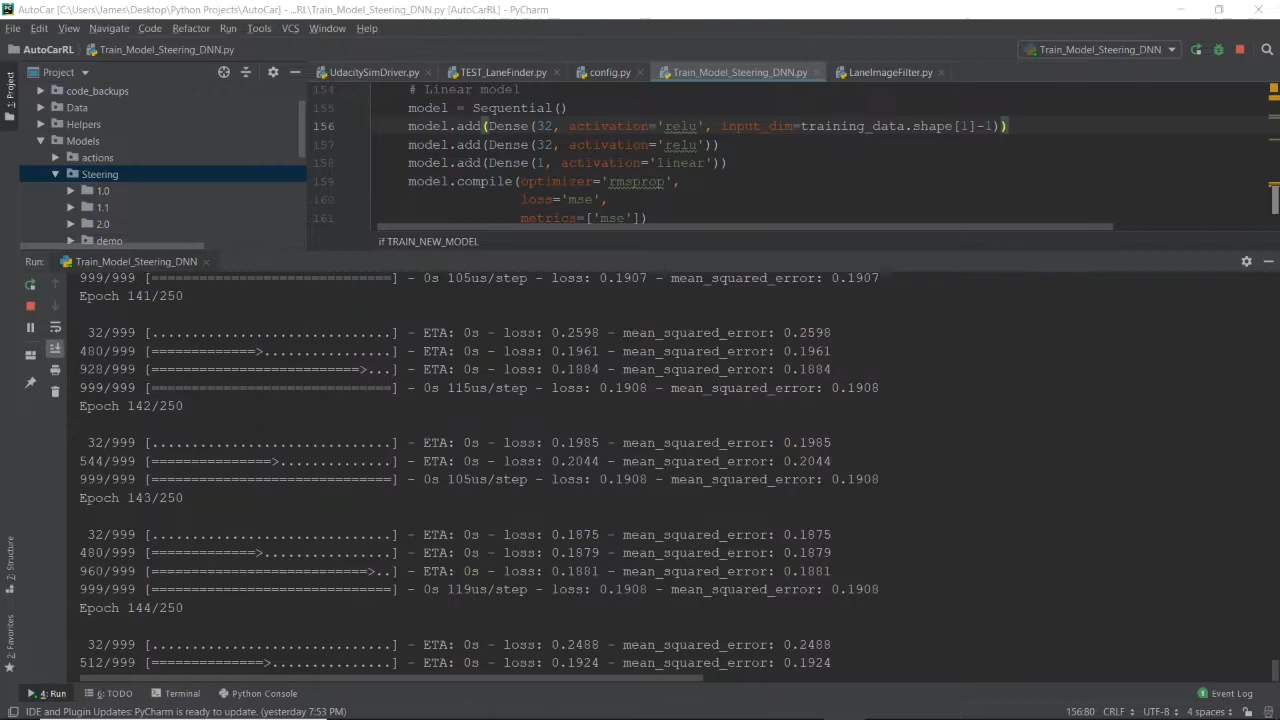 AutoCar [C:\Users\James\Desktop\Python Projects\AutoCar] - ...RL\Train_Model_Steering_DNN.py [AutoCarRL] - PyCharm
File Edit View Navigate Code Refactor Run Tools VCS Window Help
AutoCarRL Train_Model_Steering_DNN.py Train_Model_Steering_DNN
1: Project
Project UdacitySimDriver.py TEST_LaneFinder.py config.py Train_Model_Steering_DNN.py LaneImageFilter.py
code_backups
Data
Helpers
Models
actions
Steering
1.0
1.1
2.0
demo
154 # Linear model
155 model = Sequential()
156 model.add(Dense(32, activation='relu', input_dim=training_data.shape[1]-1))
157 model.add(Dense(32, activation='relu'))
158 model.add(Dense(1, activation='linear'))
159 model.compile(optimizer='rmsprop',
160 loss='mse',
161 metrics=['mse'])
if TRAIN_NEW_MODEL
Run: Train_Model_Steering_DNN
999/999 [==============================] - 0s 105us/step - loss: 0.1907 - mean_squared_error: 0.1907
Epoch 141/250
32/999 [..............................] - ETA: 0s - loss: 0.2598 - mean_squared_error: 0.2598
480/999 [=============>................] - ETA: 0s - loss: 0.1961 - mean_squared_error: 0.1961
928/999 [==========================>...] - ETA: 0s - loss: 0.1884 - mean_squared_error: 0.1884
999/999 [==============================] - 0s 115us/step - loss: 0.1908 - mean_squared_error: 0.1908
Epoch 142/250
32/999 [..............................] - ETA: 0s - loss: 0.1985 - mean_squared_error: 0.1985
544/999 [===============>..............] - ETA: 0s - loss: 0.2044 - mean_squared_error: 0.2044
999/999 [==============================] - 0s 105us/step - loss: 0.1908 - mean_squared_error: 0.1908
Epoch 143/250
32/999 [..............................] - ETA: 0s - loss: 0.1875 - mean_squared_error: 0.1875
480/999 [=============>................] - ETA: 0s - loss: 0.1879 - mean_squared_error: 0.1879
960/999 [===========================>..] - ETA: 0s - loss: 0.1881 - mean_squared_error: 0.1881
999/999 [==============================] - 0s 119us/step - loss: 0.1908 - mean_squared_error: 0.1908
Epoch 144/250
32/999 [..............................] - ETA: 0s - loss: 0.2488 - mean_squared_error: 0.2488
512/999 [==============>...............] - ETA: 0s - loss: 0.1924 - mean_squared_error: 0.1924
7: Structure
2: Favorites
4: Run 6: TODO Terminal Python Console Event Log
IDE and Plugin Updates: PyCharm is ready to update. (yesterday 7:53 PM) 156:80 CRLF UTF-8 4 spaces